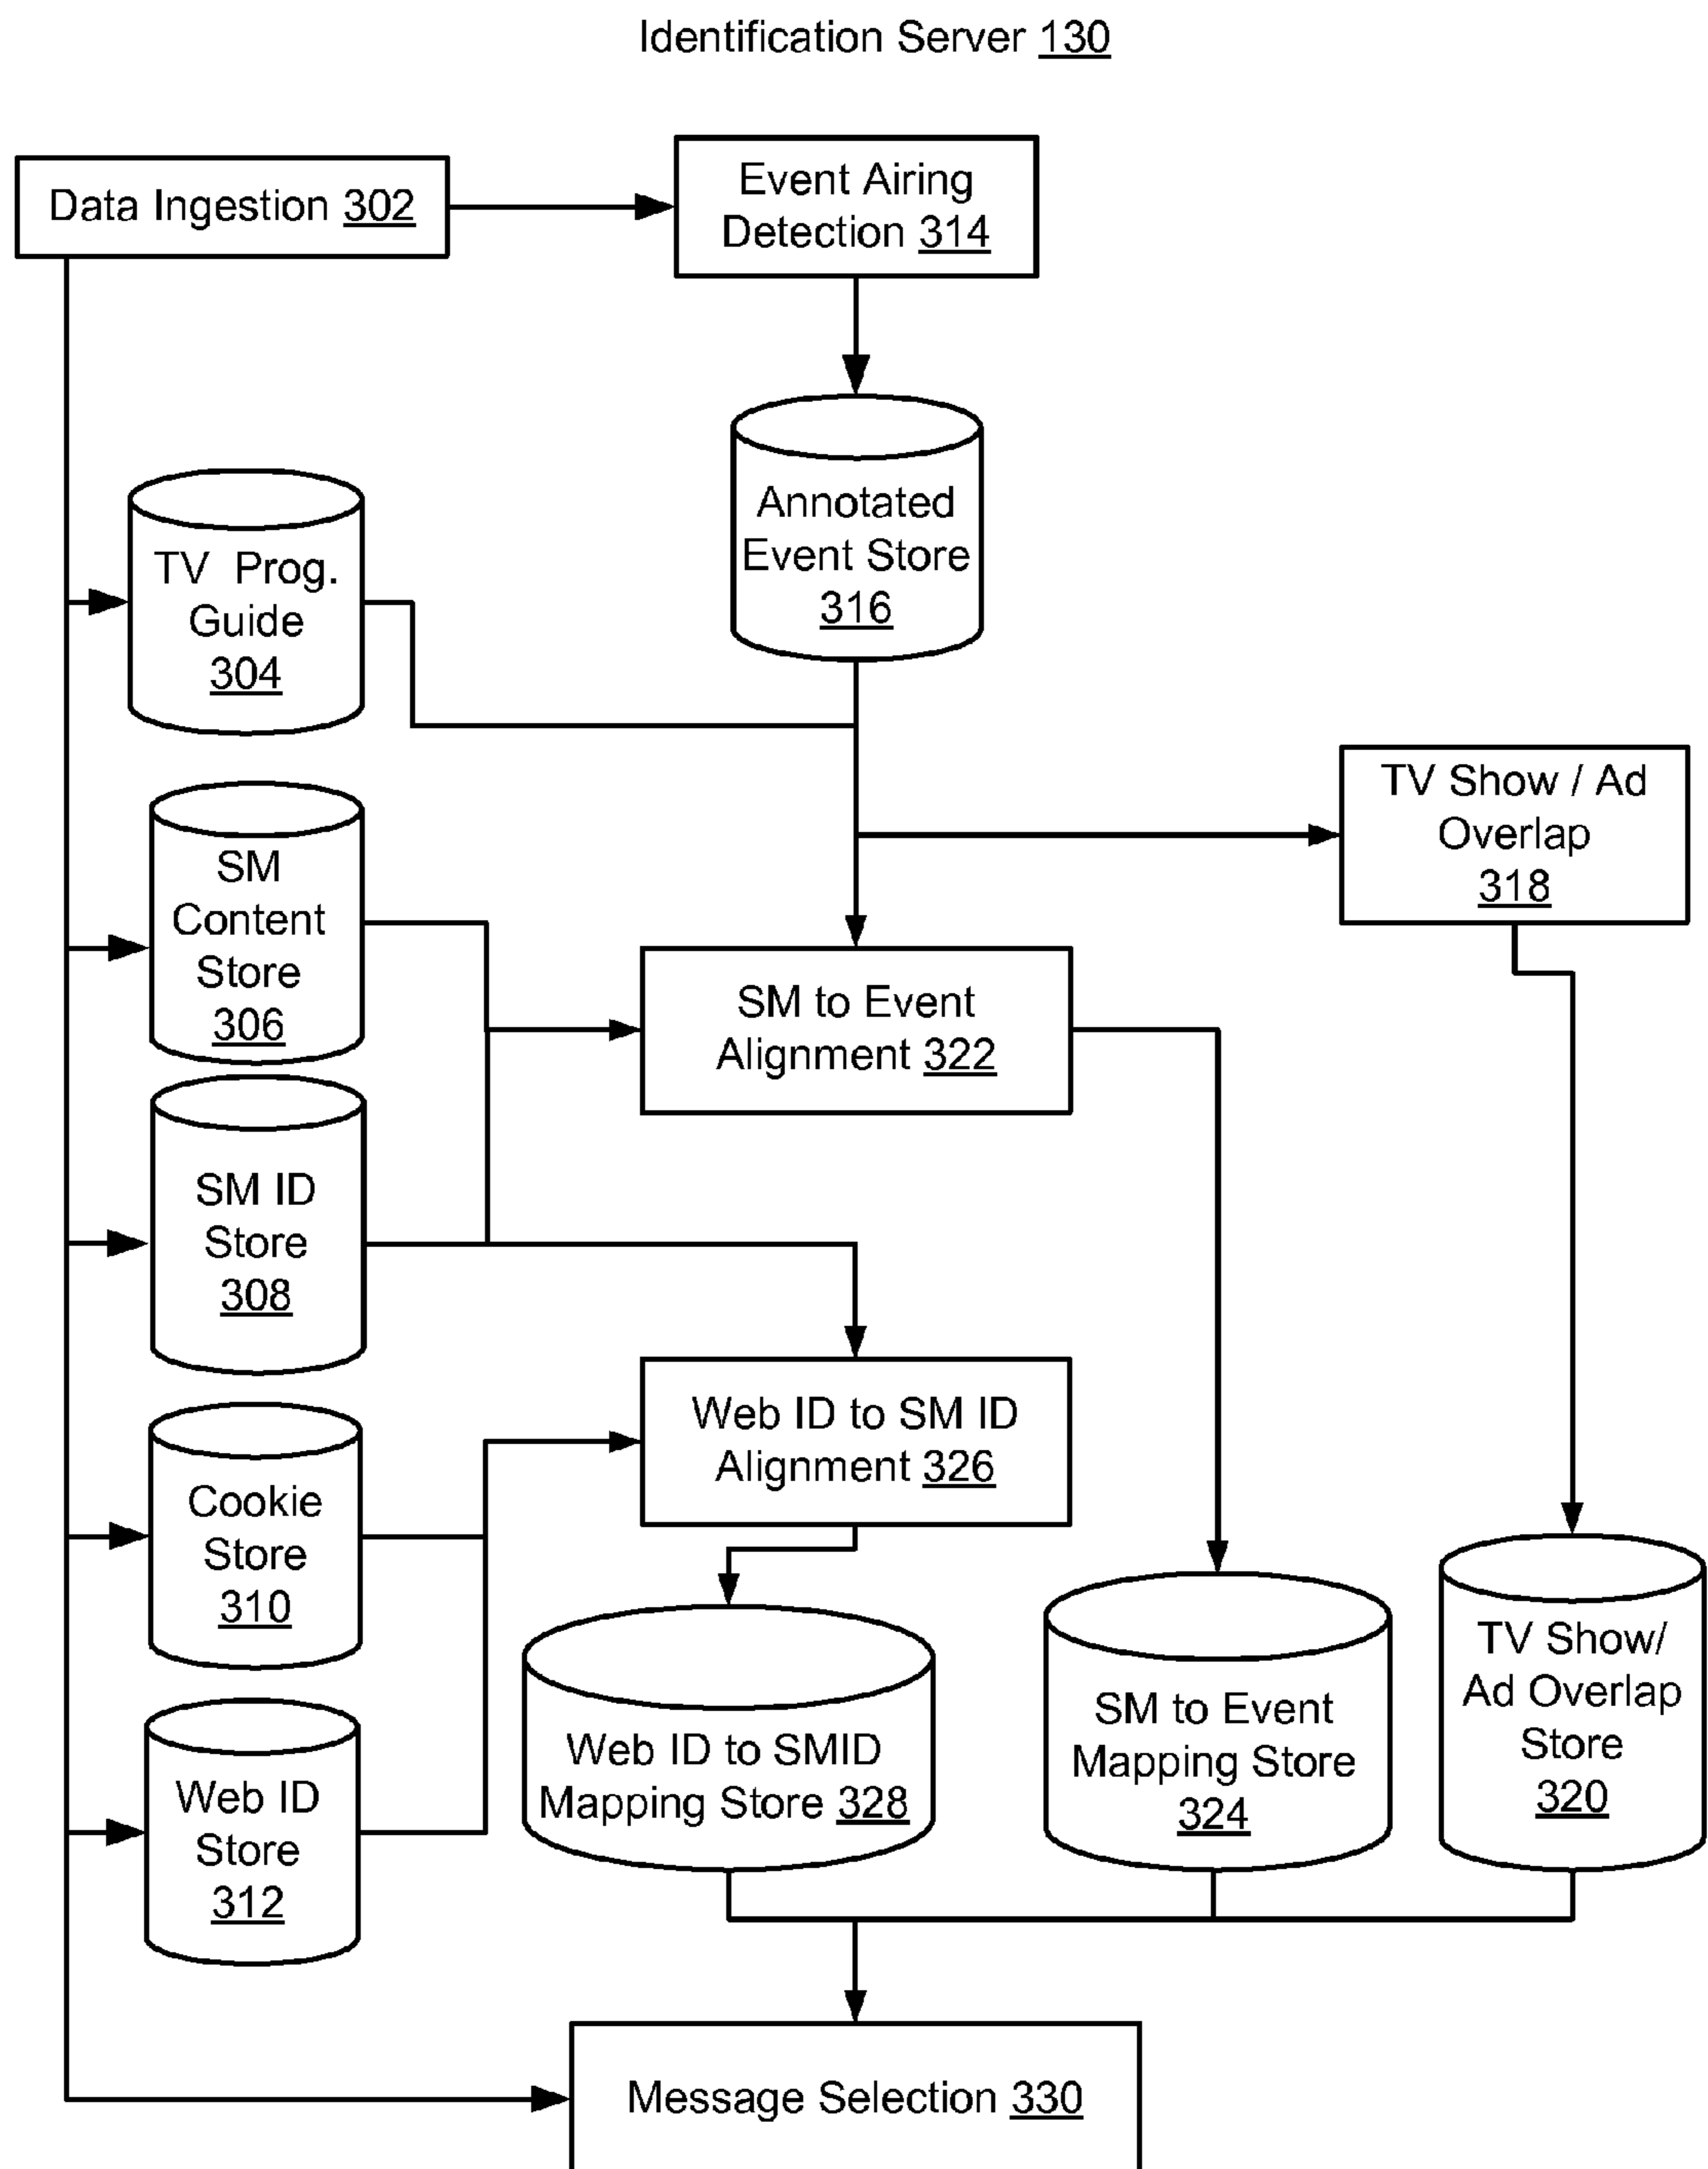 Identification Server 130
Data Ingestion 302
Event Airing
Detection 314
Annotated
Event Store
316
TV Prog.
Guide
304
TV Show / Ad
Overlap
318
SM
Content
Store
306
SM to Event
Alignment 322
SM ID
Store
308
Web ID to SM ID
Alignment 326
Cookie
Store
310
Web ID to SMID
Mapping Store 328
SM to Event
Mapping Store
324
TV Show/
Ad Overlap
Store
320
Web ID
Store
312
Message Selection 330